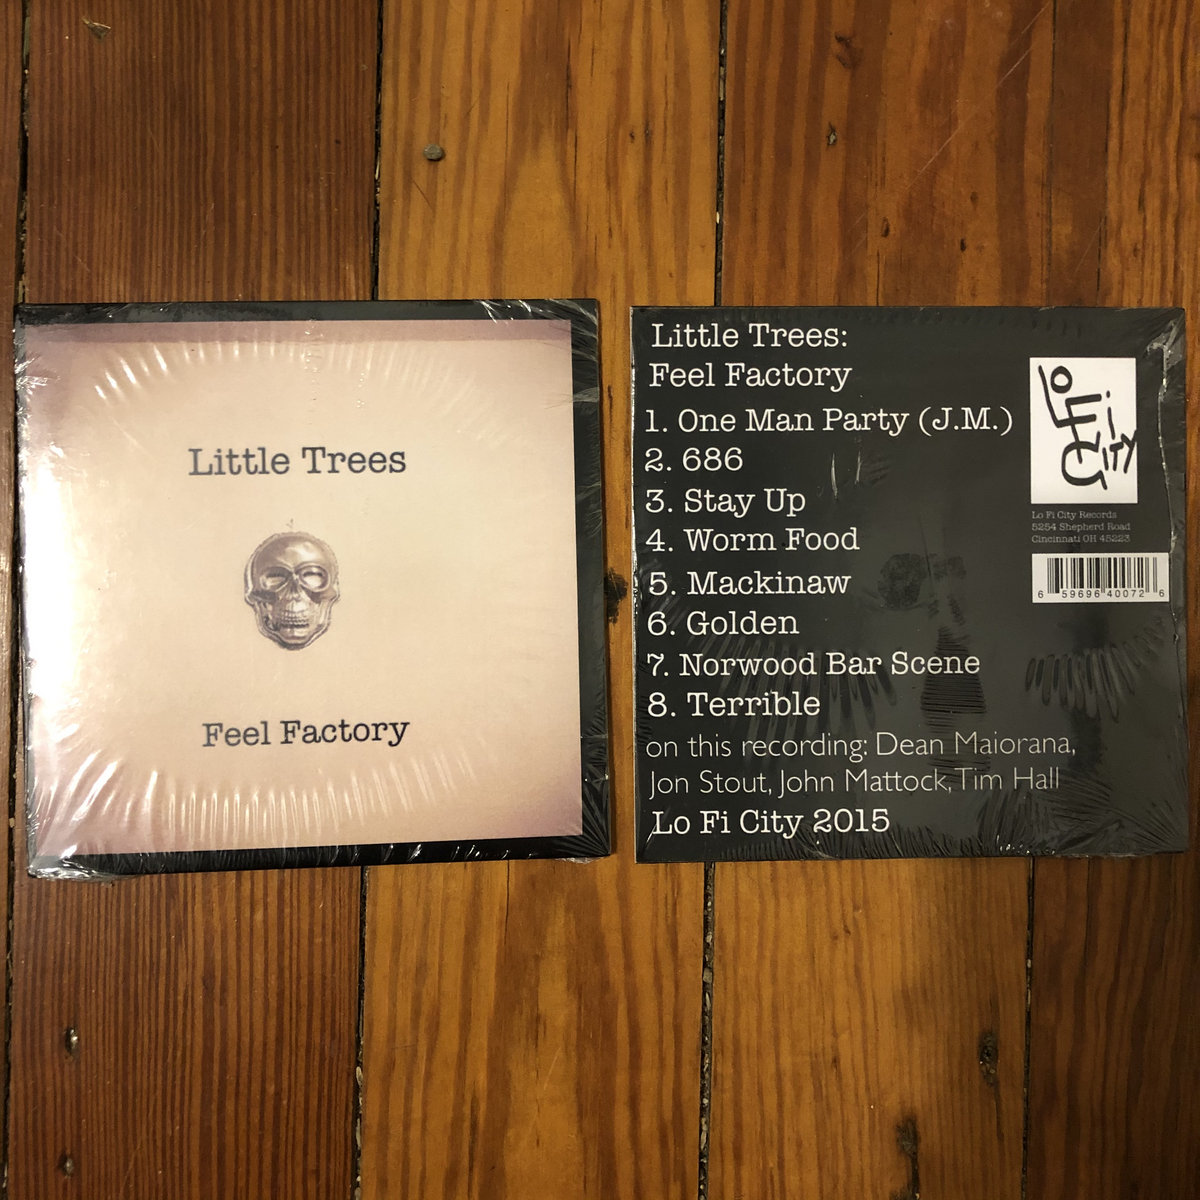 Little Trees
Feel Factory
Little Trees:
Feel Factory
1. One Man Party (J.M.)
2. 686
3. Stay Up
4. Worm Food
5. Mackinaw
6. Golden
7. Norwood Bar Scene
8. Terrible
on this recording: Dean Maiorana,
Jon Stout, John Mattock, Tim Hall
Lo Fi City 2015
LO
Fi
CITY
Lo Fi City Records
5254 Shepherd Road
Cincinnati OH 45223
6 59696 40072 6